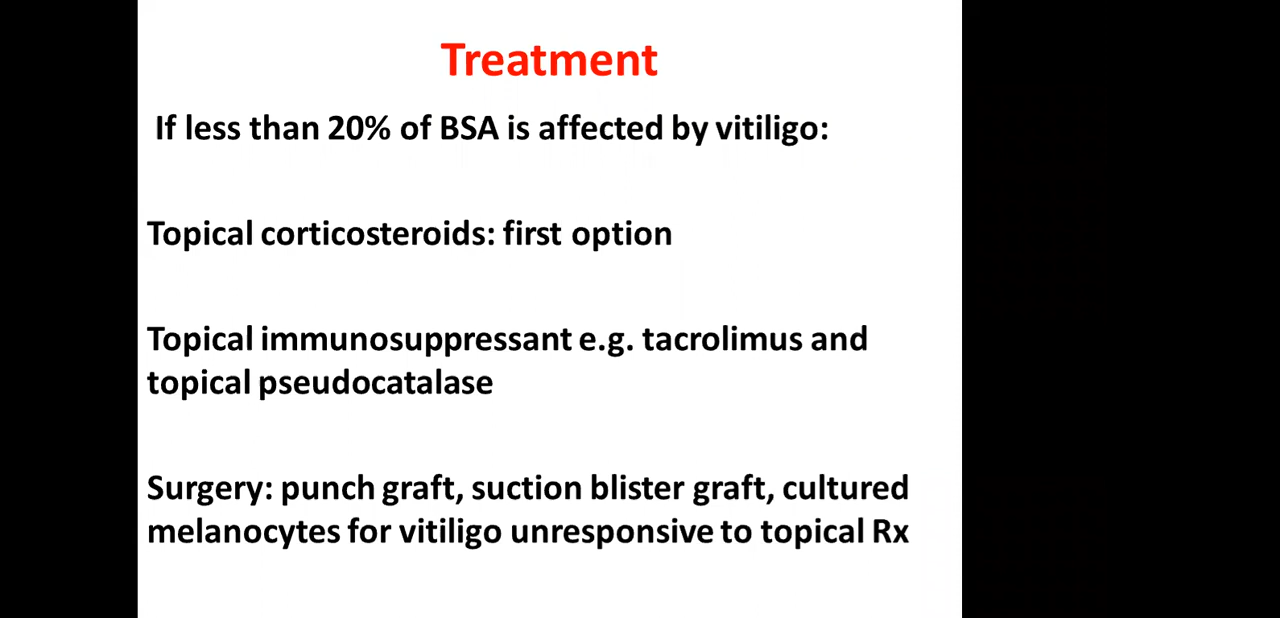 Treatment
If less than 20% of BSA is affected by vitiligo:
Topical corticosteroids: first option
Topical immunosuppressant e.g. tacrolimus and
topical pseudocatalase
Surgery: punch graft, suction blister graft, cultured
melanocytes for vitiligo unresponsive to topical Rx